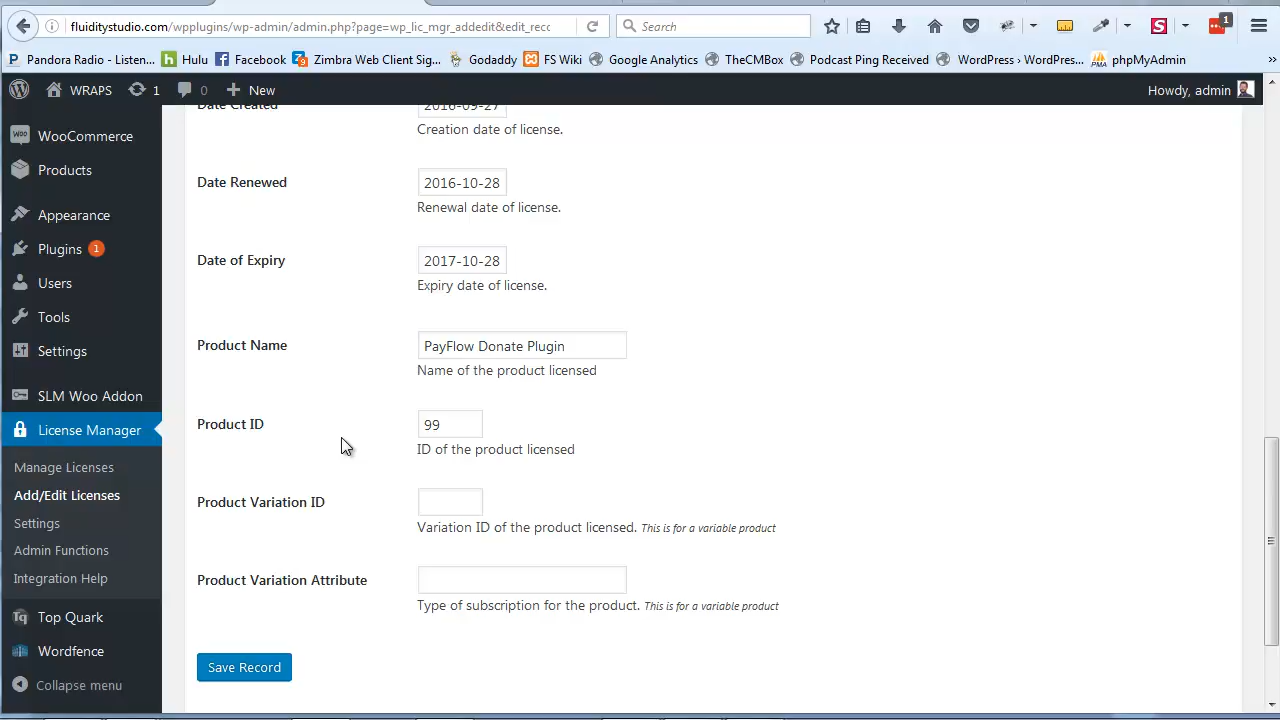 fluiditystudio.com/wpplugins/wp-admin/admin.php?page=wp_lic_mgr_addedit&edit_recc
Search
1
Pandora Radio - Listen...
Hulu
Facebook
Zimbra Web Client Sig...
Godaddy
FS Wiki
Google Analytics
TheCMBox
Podcast Ping Received
WordPress › WordPress...
phpMyAdmin
»
WRAPS
1
0
New
Howdy, admin
WooCommerce
Products
Appearance
Plugins 1
Users
Tools
Settings
SLM Woo Addon
License Manager
Manage Licenses
Add/Edit Licenses
Settings
Admin Functions
Integration Help
Top Quark
Wordfence
Collapse menu
Date Created
2016-09-27
Creation date of license.
Date Renewed
2016-10-28
Renewal date of license.
Date of Expiry
2017-10-28
Expiry date of license.
Product Name
PayFlow Donate Plugin
Name of the product licensed
Product ID
99
ID of the product licensed
Product Variation ID
Variation ID of the product licensed. This is for a variable product
Product Variation Attribute
Type of subscription for the product. This is for a variable product
Save Record